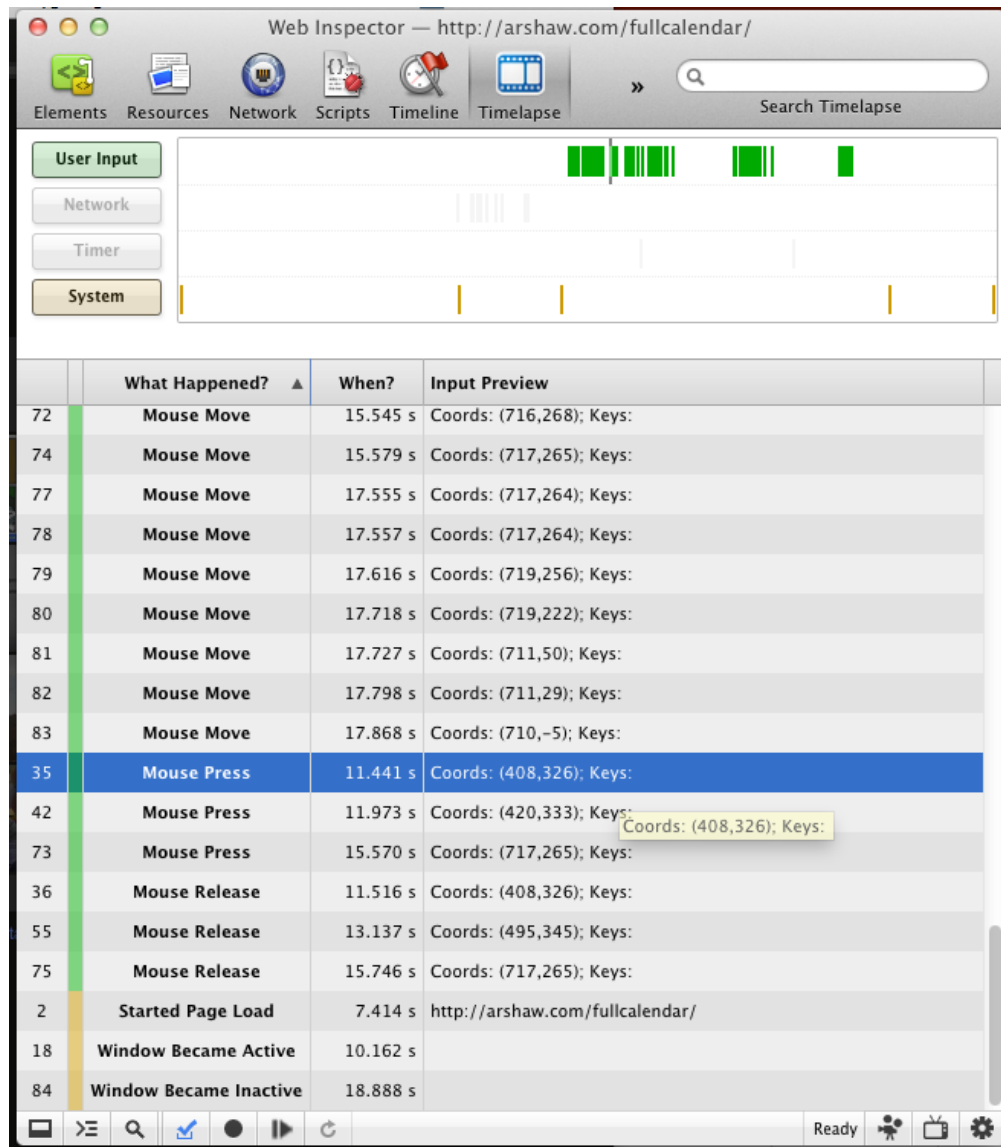 Web Inspector — http://arshaw.com/fullcalendar/
Elements Resources Network Scripts Timeline Timelapse » Search Timelapse
User Input
Network
Timer
System
What Happened? ▲ When? Input Preview
72 Mouse Move 15.545 s Coords: (716,268); Keys:
74 Mouse Move 15.579 s Coords: (717,265); Keys:
77 Mouse Move 17.555 s Coords: (717,264); Keys:
78 Mouse Move 17.557 s Coords: (717,264); Keys:
79 Mouse Move 17.616 s Coords: (719,256); Keys:
80 Mouse Move 17.718 s Coords: (719,222); Keys:
81 Mouse Move 17.727 s Coords: (711,50); Keys:
82 Mouse Move 17.798 s Coords: (711,29); Keys:
83 Mouse Move 17.868 s Coords: (710,−5); Keys:
35 Mouse Press 11.441 s Coords: (408,326); Keys:
42 Mouse Press 11.973 s Coords: (420,333); Keys:
Coords: (408,326); Keys:
73 Mouse Press 15.570 s Coords: (717,265); Keys:
36 Mouse Release 11.516 s Coords: (408,326); Keys:
55 Mouse Release 13.137 s Coords: (495,345); Keys:
75 Mouse Release 15.746 s Coords: (717,265); Keys:
2 Started Page Load 7.414 s http://arshaw.com/fullcalendar/
18 Window Became Active 10.162 s
84 Window Became Inactive 18.888 s
Ready